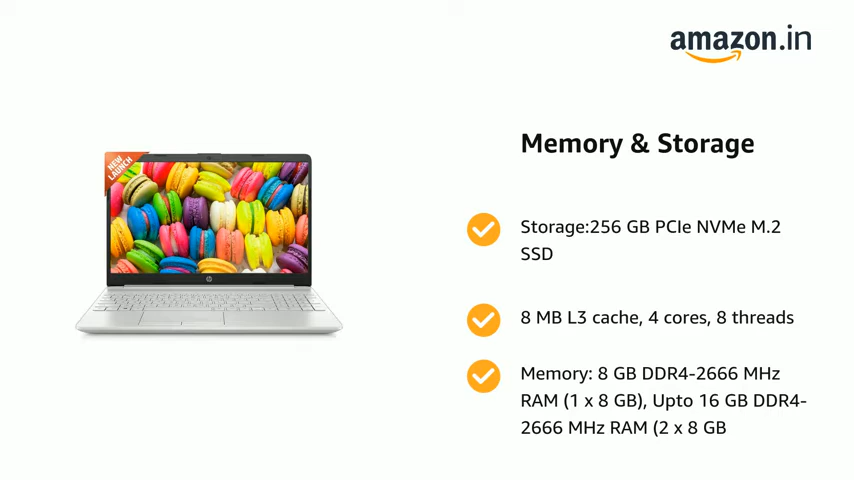 amazon.in
NEW
LAUNCH
Memory & Storage
Storage:256 GB PCIe NVMe M.2
SSD
8 MB L3 cache, 4 cores, 8 threads
Memory: 8 GB DDR4-2666 MHz
RAM (1 x 8 GB), Upto 16 GB DDR4-
2666 MHz RAM (2 x 8 GB
hp